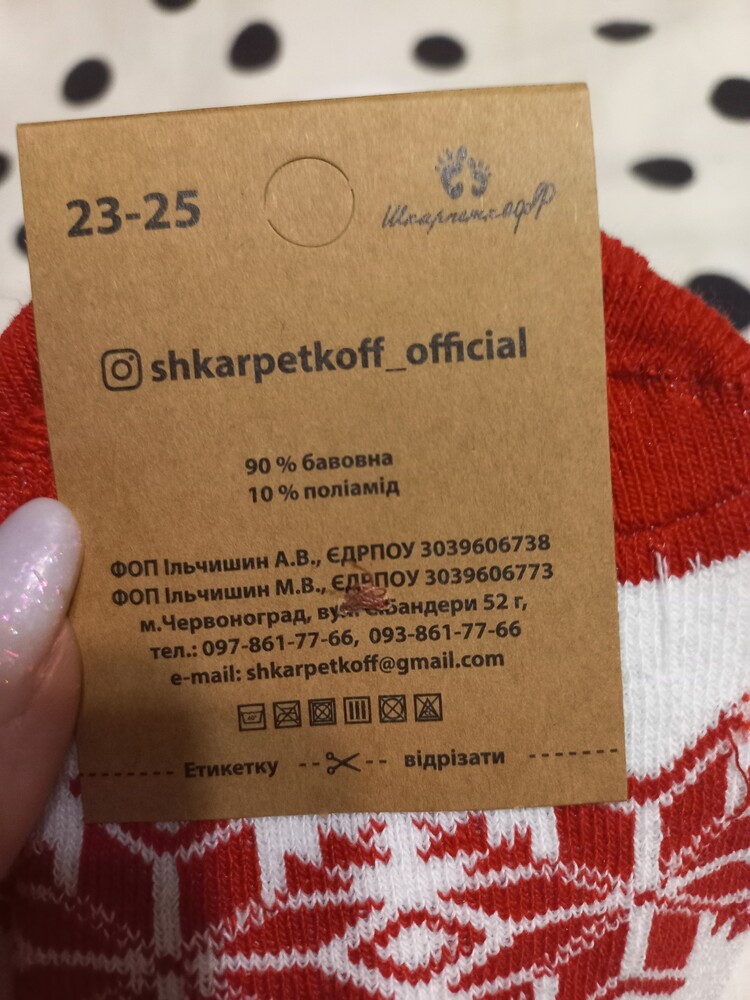 23-25
Шкарпеткофф
shkarpetkoff_official
90 % бавовна
10 % поліамід
ФОП Ільчишин А.В., ЄДРПОУ 3039606738
ФОП Ільчишин М.В., ЄДРПОУ 3039606773
м.Червоноград, вул. С.Бандери 52 г,
тел.: 097-861-77-66, 093-861-77-66
e-mail: shkarpetkoff@gmail.com
Етикетку відрізати